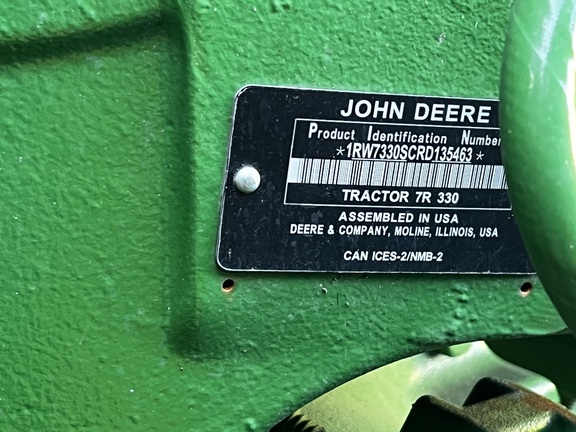 JOHN DEERE
Product Identification Number
*1RW7330SCRD135463*
TRACTOR 7R 330
ASSEMBLED IN USA
DEERE & COMPANY, MOLINE, ILLINOIS, USA
CAN ICES-2/NMB-2